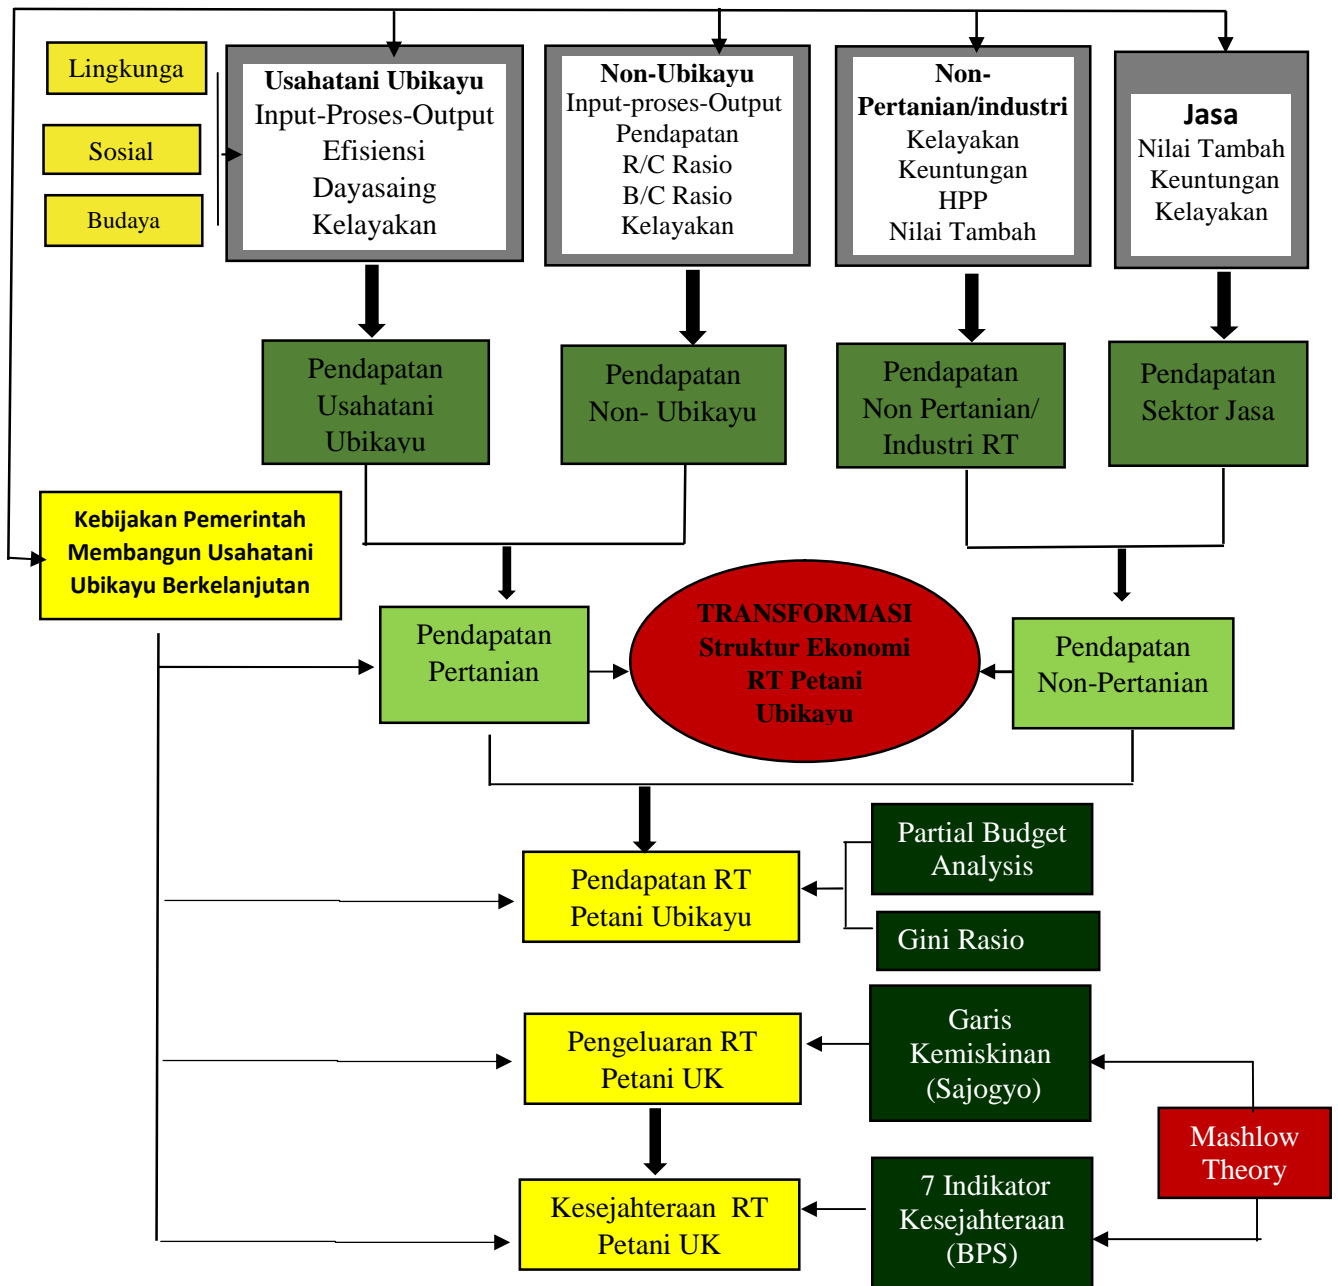 Lingkunga
Sosial
Budaya
Usahatani Ubikayu
Input-Proses-Output
Efisiensi
Dayasaing
Kelayakan
Non-Ubikayu
Input-proses-Output
Pendapatan
R/C Rasio
B/C Rasio
Kelayakan
Non-
Pertanian/industri
Kelayakan
Keuntungan
HPP
Nilai Tambah
Jasa
Nilai Tambah
Keuntungan
Kelayakan
Pendapatan
Usahatani
Ubikayu
Pendapatan
Non- Ubikayu
Pendapatan
Non Pertanian/
Industri RT
Pendapatan
Sektor Jasa
Kebijakan Pemerintah
Membangun Usahatani
Ubikayu Berkelanjutan
Pendapatan
Pertanian
TRANSFORMASI
Struktur Ekonomi
RT Petani
Ubikayu
Pendapatan
Non-Pertanian
Pendapatan RT
Petani Ubikayu
Partial Budget
Analysis
Gini Rasio
Pengeluaran RT
Petani UK
Garis
Kemiskinan
(Sajogyo)
Mashlow
Theory
Kesejahteraan  RT
Petani UK
7 Indikator
Kesejahteraan
(BPS)